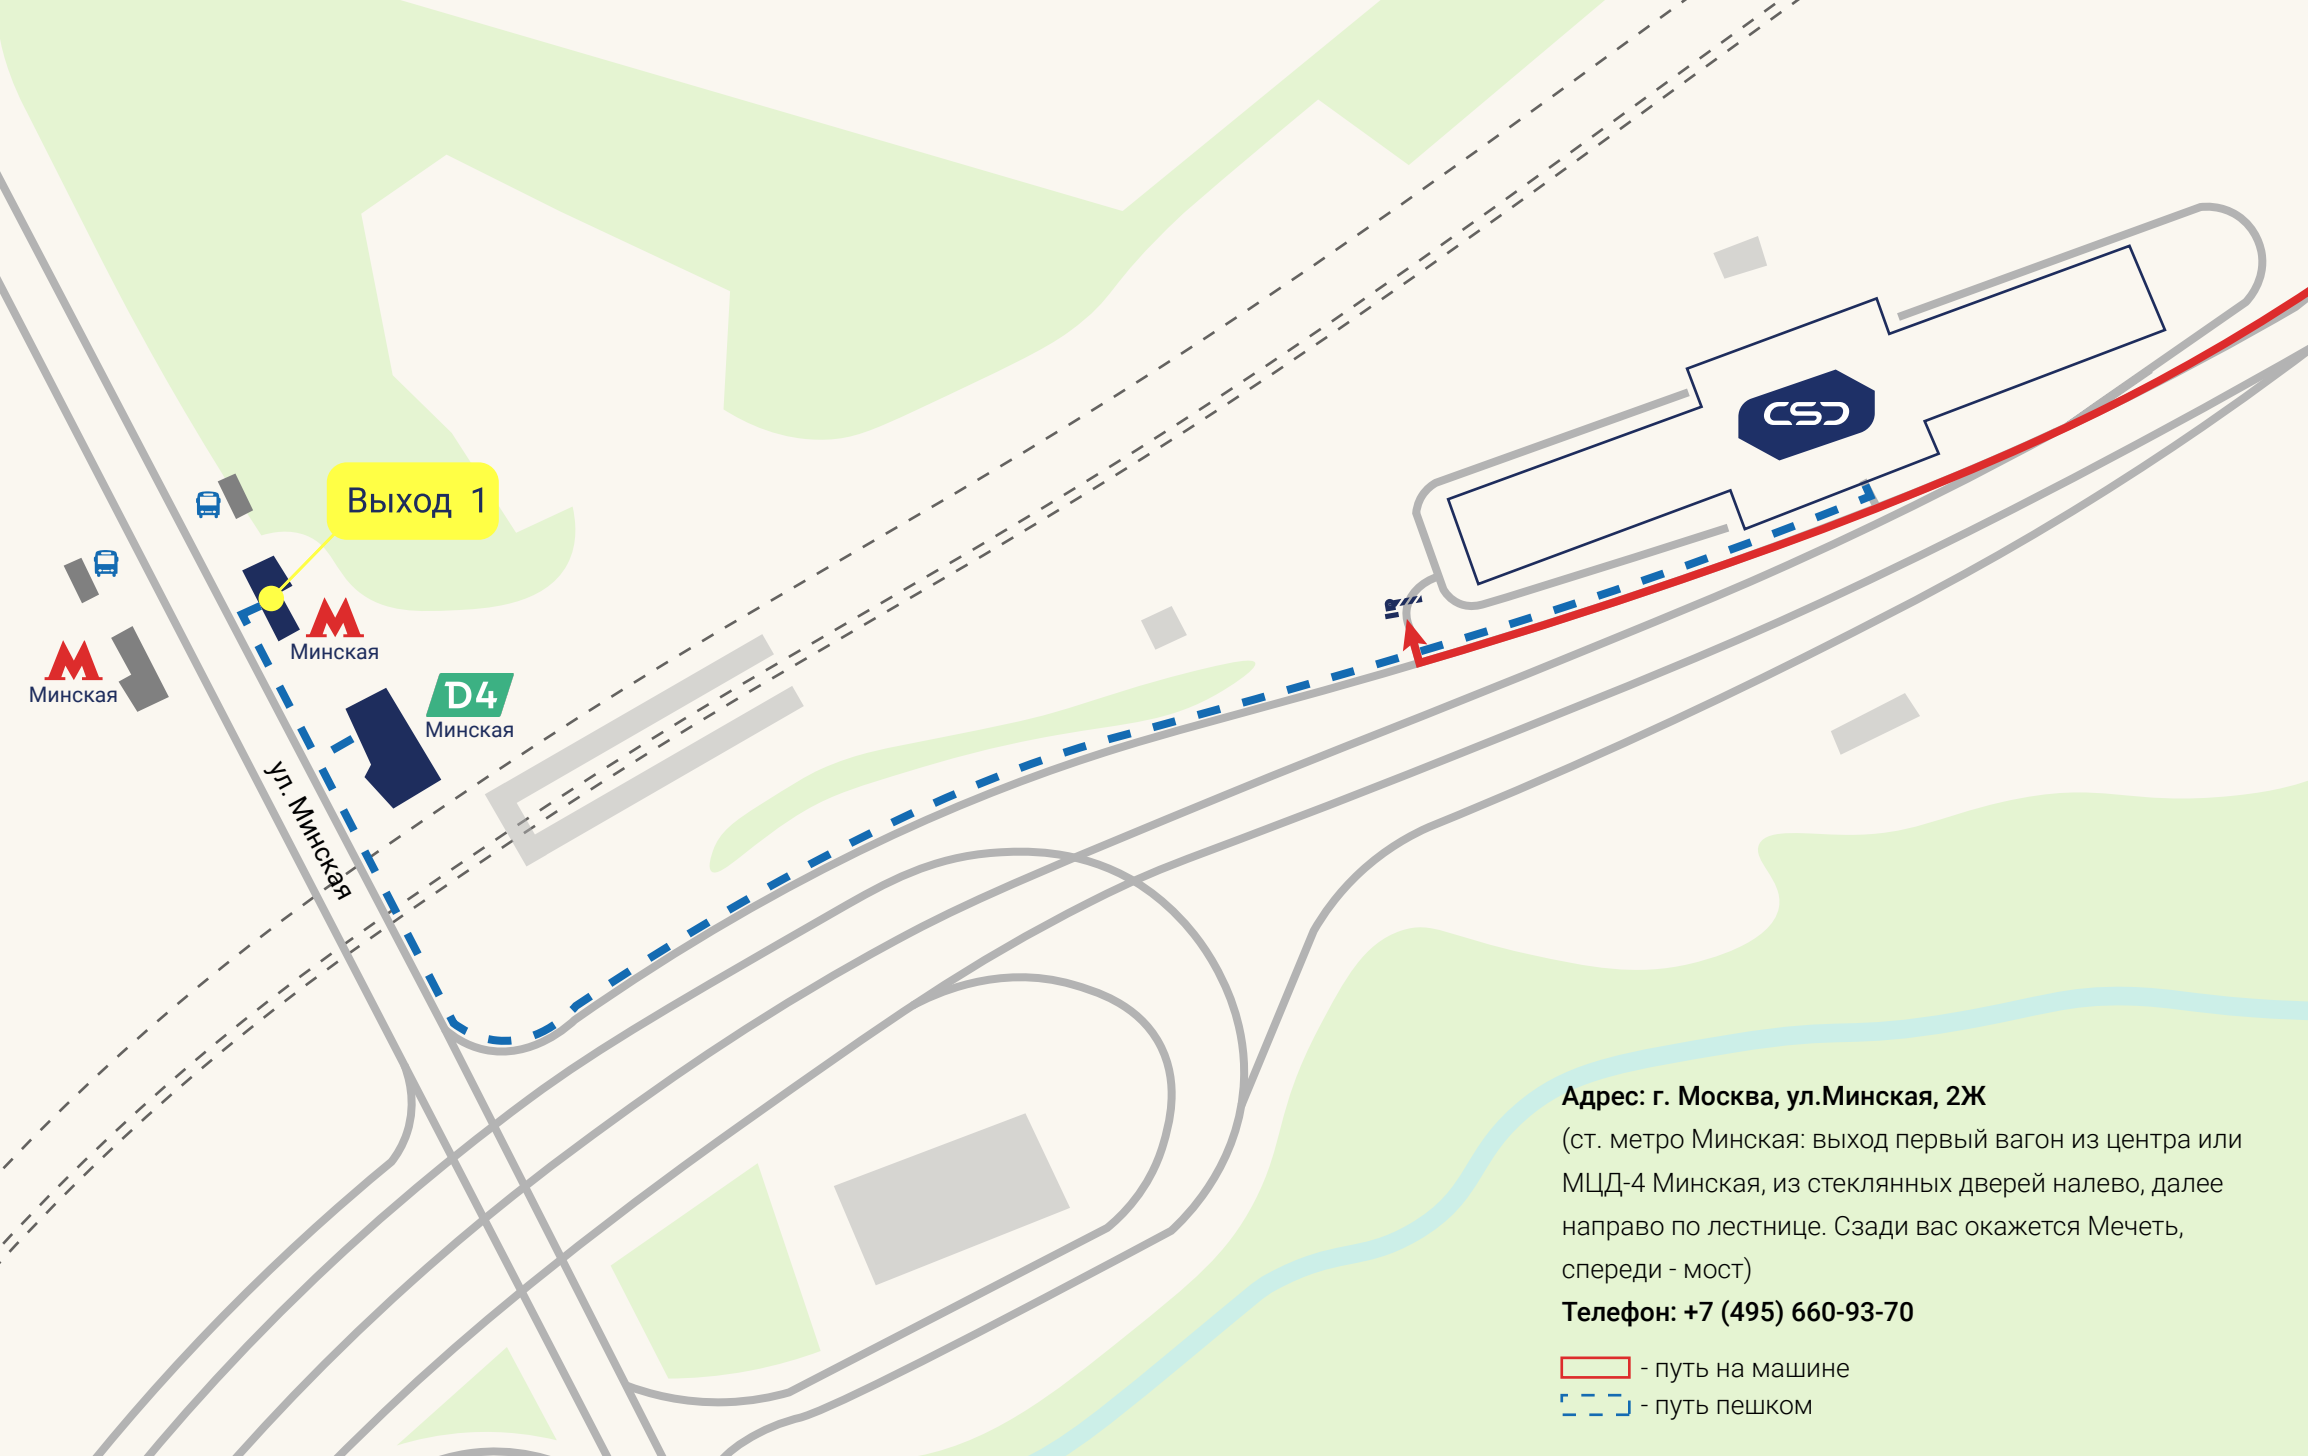 CSD
Выход 1
Минская
Минская
D4
Минская
ул. Минская
Адрес: г. Москва, ул.Минская, 2Ж
(ст. метро Минская: выход первый вагон из центра или
МЦД-4 Минская, из стеклянных дверей налево, далее
направо по лестнице. Сзади вас окажется Мечеть,
спереди - мост)
Телефон: +7 (495) 660-93-70
- путь на машине
- путь пешком